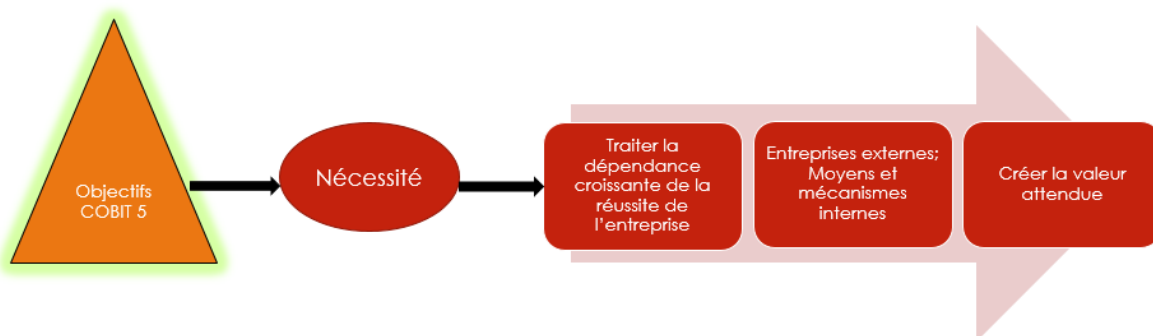 Objectifs
COBIT 5
Nécessité
Traiter la
dépendance
croissante de la
réussite de
l'entreprise
Entreprises externes;
Moyens et
mécanismes
internes
Créer la valeur
attendue